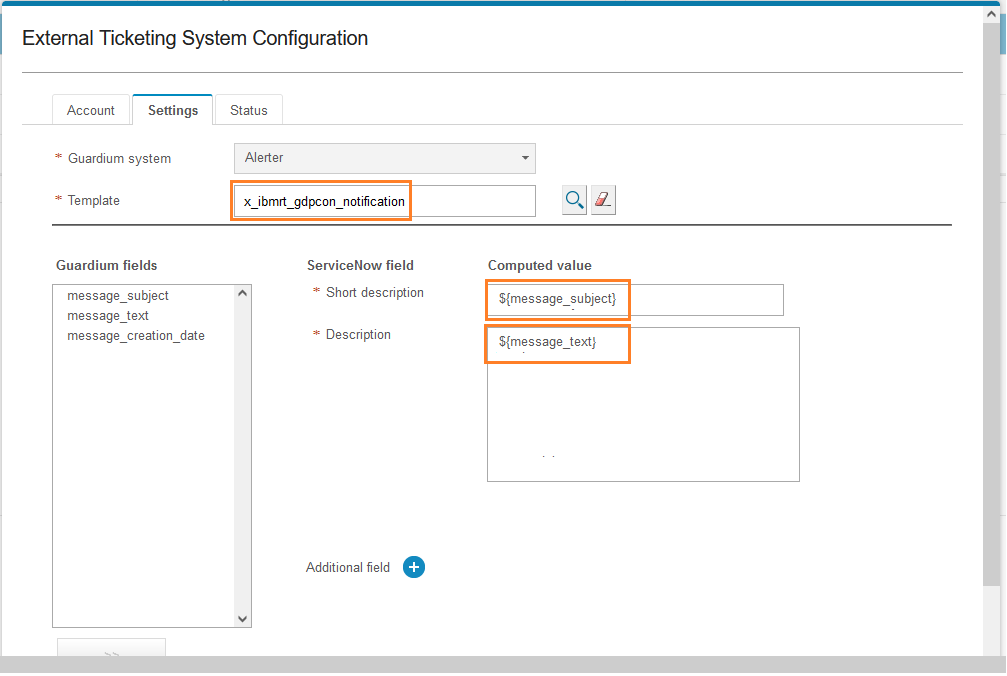 External Ticketing System Configuration
Account Settings Status
* Guardium system Alerter
* Template x_ibmrt_gdpcon_notification
Guardium fields ServiceNow field Computed value
message_subject * Short description ${message_subject}
message_text * Description ${message_text}
message_creation_date
Additional field +
>>